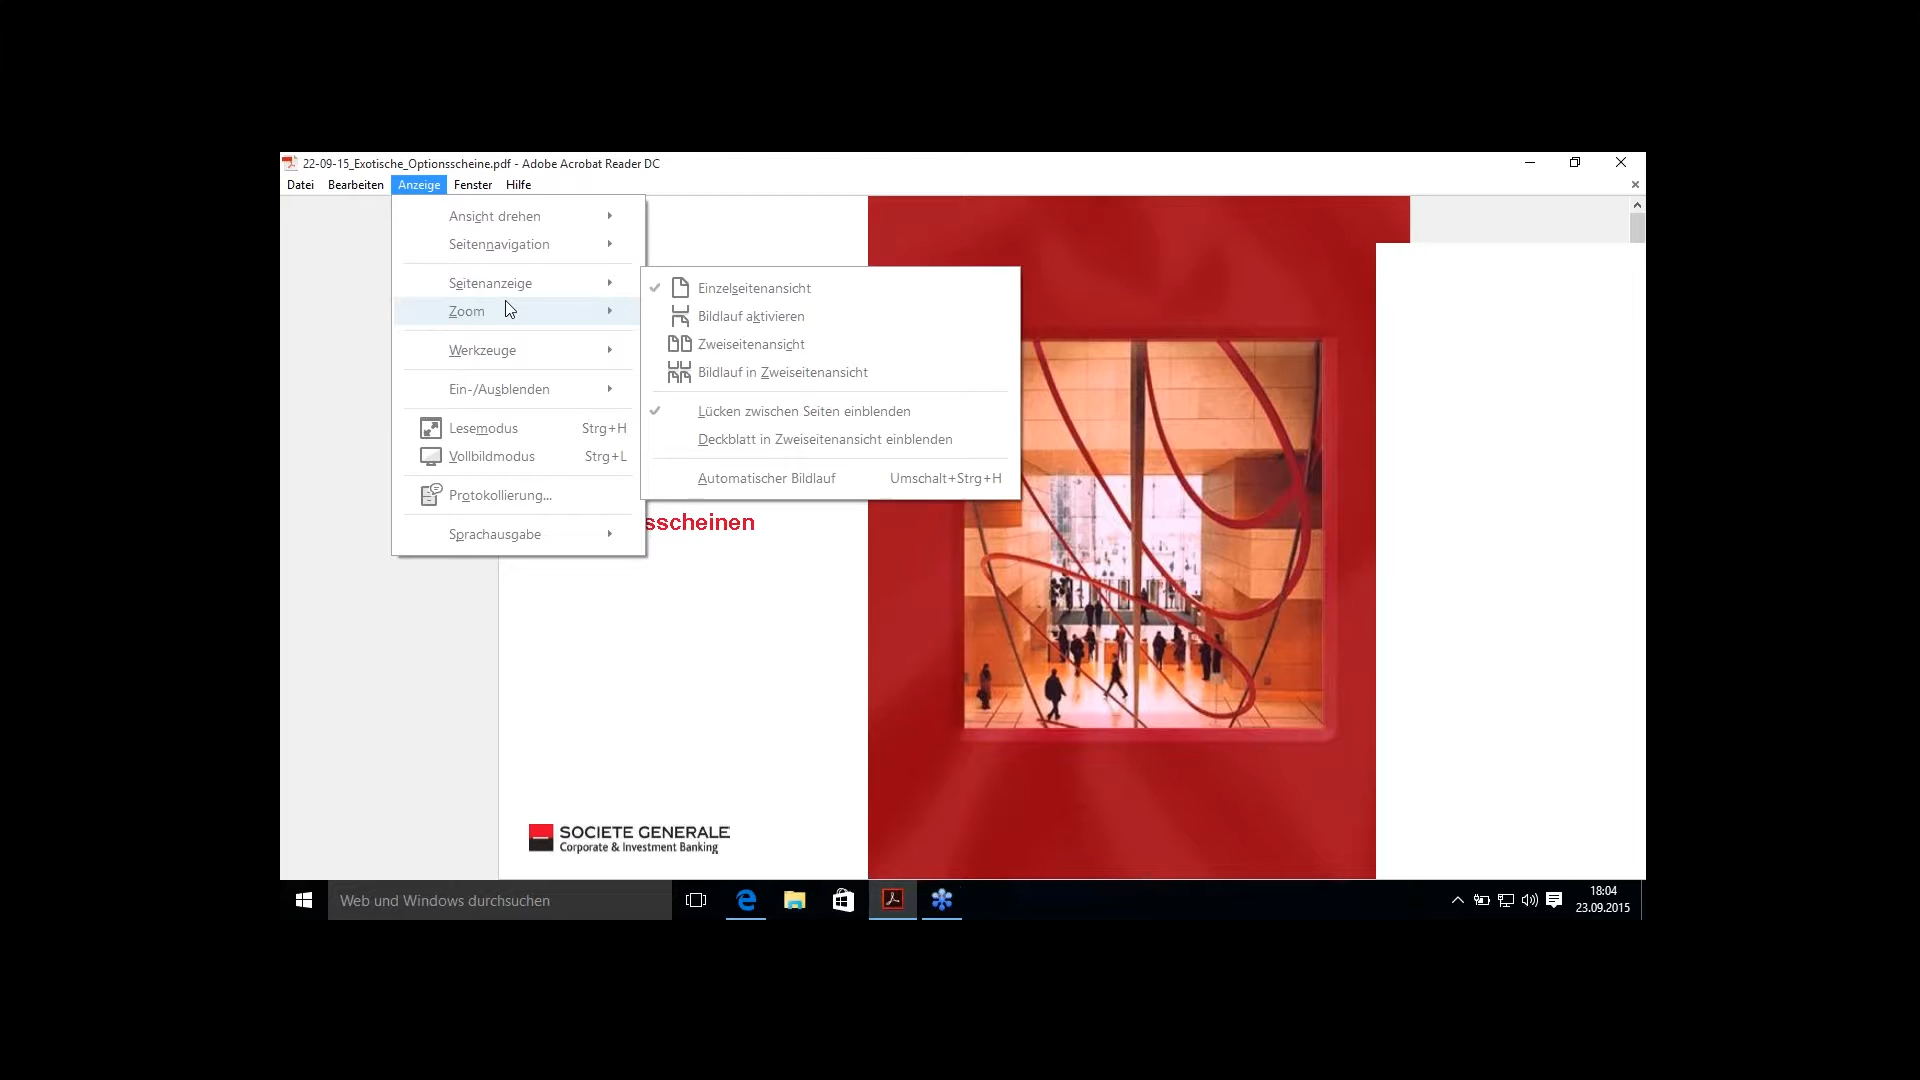 22-09-15_Exotische_Optionsscheine.pdf - Adobe Acrobat Reader DC
Datei Bearbeiten Anzeige Fenster Hilfe
Ansicht drehen
Seitennavigation
Seitenanzeige
Zoom
Werkzeuge
Ein-/Ausblenden
Lesemodus Strg+H
Vollbildmodus Strg+L
Protokollierung...
Sprachausgabe
Einzelseitenansicht
Bildlauf aktivieren
Zweiseitenansicht
Bildlauf in Zweiseitenansicht
Lücken zwischen Seiten einblenden
Deckblatt in Zweiseitenansicht einblenden
Automatischer Bildlauf Umschalt+Strg+H
sscheinen
SOCIETE GENERALE
Corporate & Investment Banking
Web und Windows durchsuchen
18:04
23.09.2015